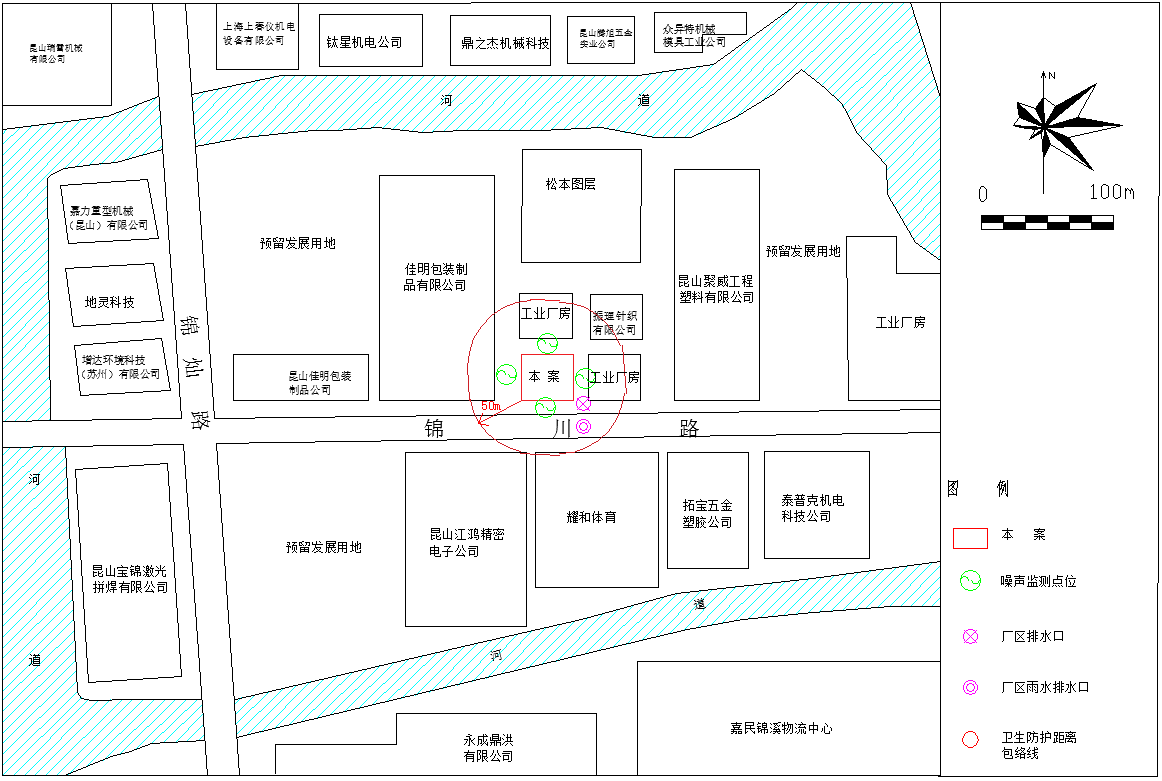 昆山瑞雷机械
有限公司
上海上赛仪机电
设备有限公司
钛星机电公司
鼎之杰机械科技
昆山腾旭五金
实业公司
众异特机械
模具工业公司
河
道
N
0
100m
嘉力重型机械
（昆山）有限公司
地灵科技
增达环境科技
（苏州）有限公司
预留发展用地
佳明包装制
品有限公司
松本图层
昆山聚威工程
塑料有限公司
预留发展用地
工业厂房
工业厂房
振理针织
有限公司
昆山佳明包装
制品公司
本 案
工业厂房
50m
锦
灿
路
锦
川
路
河
道
昆山宝锦激光
拼焊有限公司
预留发展用地
昆山江鸿精密
电子公司
耀和体育
拓宝五金
塑胶公司
泰普克机电
科技公司
道
河
永成鼎洪
有限公司
嘉民锦溪物流中心
图 例
本 案
噪声监测点位
厂区排水口
厂区雨水排水口
卫生防护距离
包络线